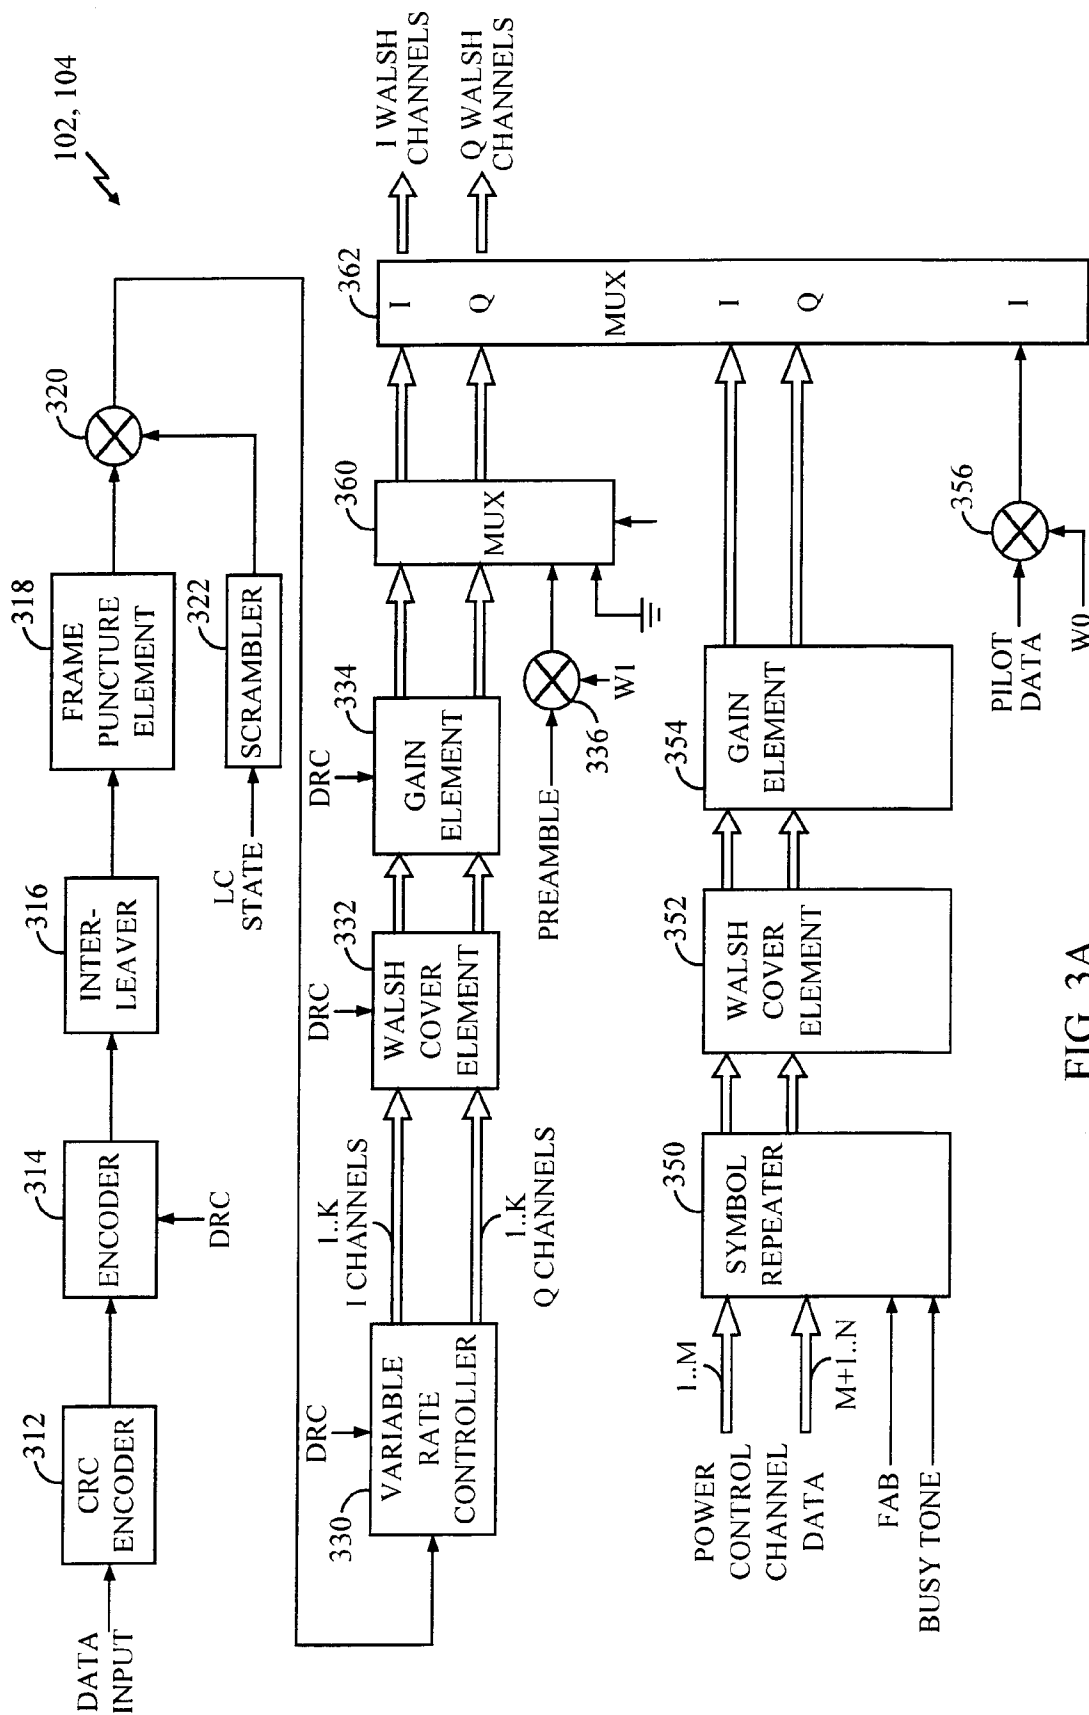 102, 104
DATA
INPUT
312
CRC
ENCODER
314
ENCODER
DRC
316
INTER-
LEAVER
318
FRAME
PUNCTURE
ELEMENT
320
322
SCRAMBLER
LC
STATE
330
DRC
VARIABLE
RATE
CONTROLLER
1..K
I CHANNELS
1..K
Q CHANNELS
DRC
332
WALSH
COVER
ELEMENT
DRC
334
GAIN
ELEMENT
PREAMBLE
336
W1
360
MUX
362
I
Q
MUX
I
Q
I
I WALSH
CHANNELS
Q WALSH
CHANNELS
POWER
CONTROL
CHANNEL
DATA
1..M
M+1..N
FAB
BUSY TONE
350
SYMBOL
REPEATER
352
WALSH
COVER
ELEMENT
354
GAIN
ELEMENT
PILOT
DATA
356
W0
FIG. 3A